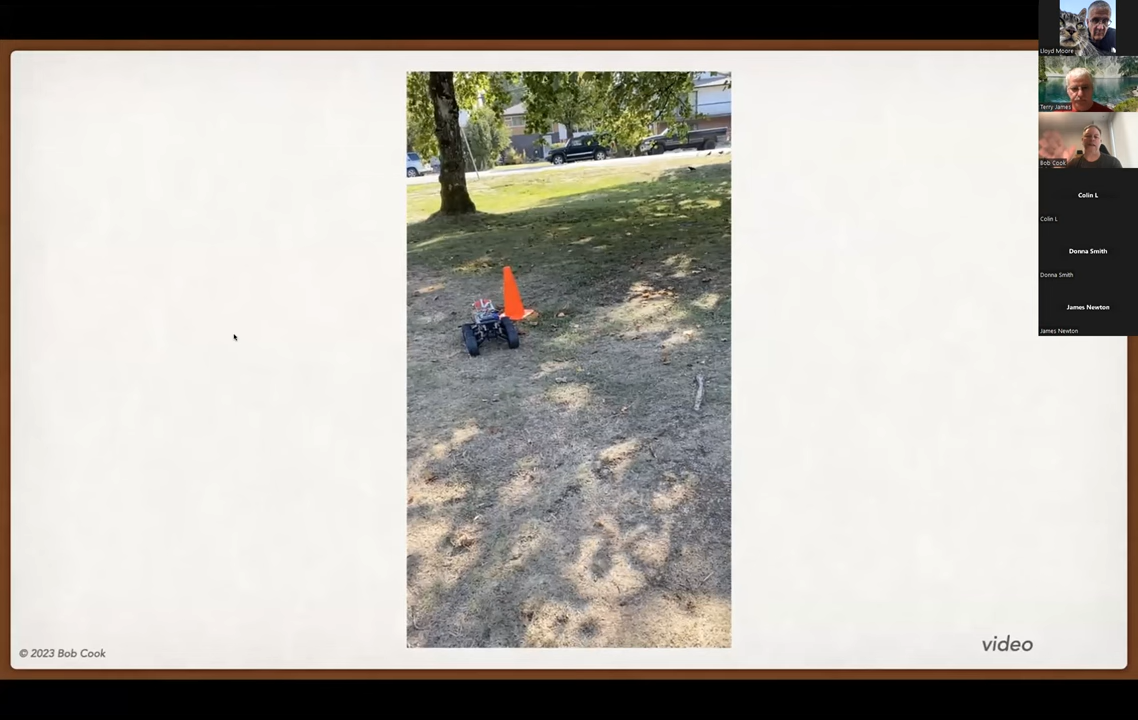 Lloyd Moore
Terry James
Bob Cook
Colin L
Colin L
Donna Smith
Donna Smith
James Newton
James Newton
© 2023 Bob Cook
video